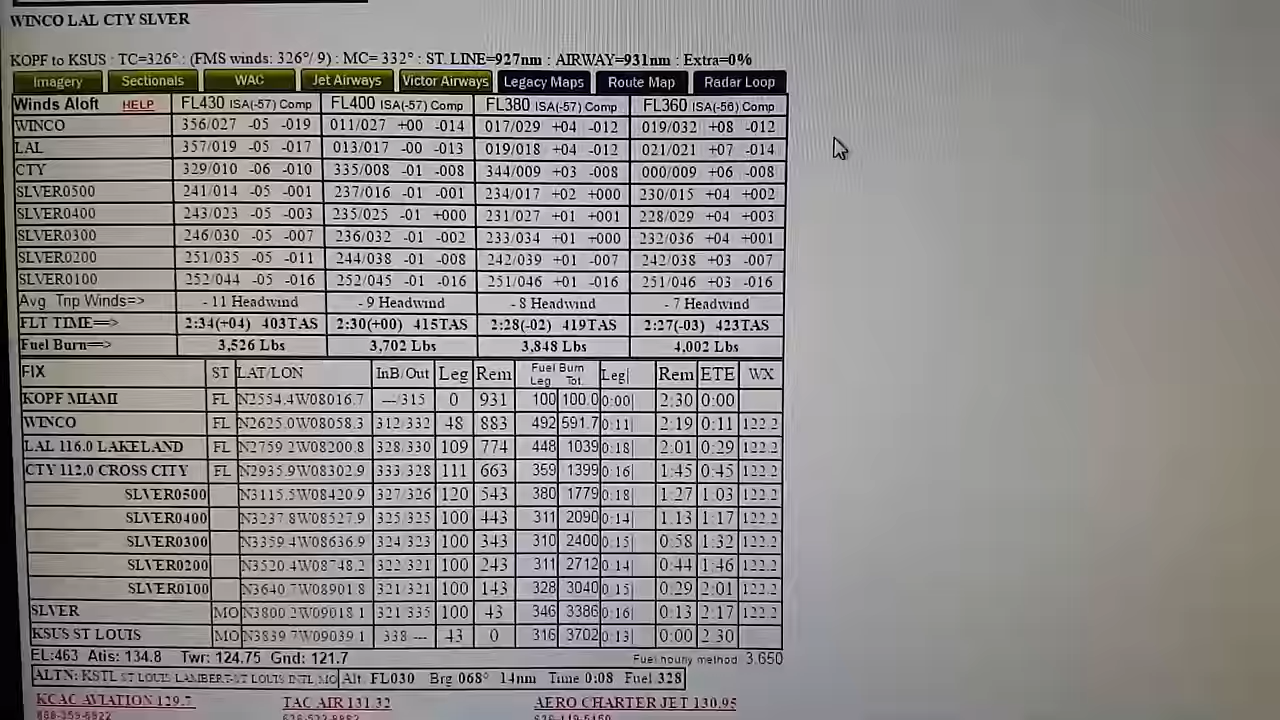 WINCO LAL CTY SLVER
KOPF to KSUS : TC=326° : (FMS winds: 326°/ 9) : MC= 332° : ST. LINE=927nm : AIRWAY=931nm : Extra=0%
Imagery Sectionals WAC Jet Airways Victor Airways Legacy Maps Route Map Radar Loop
Winds Aloft HELP FL430 ISA(-57) Comp FL400 ISA(-57) Comp FL380 ISA(-57) Comp FL360 ISA(-56) Comp
WINCO 356/027 -05 -019 011/027 +00 -014 017/029 +04 -012 019/032 +08 -012
LAL 357/019 -05 -017 013/017 -00 -013 019/018 +04 -012 021/021 +07 -014
CTY 329/010 -06 -010 335/008 -01 -008 344/009 +03 -008 000/009 +06 -008
SLVER0500 241/014 -05 -001 237/016 -01 -001 234/017 +02 +000 230/015 +04 +002
SLVER0400 243/023 -05 -003 235/025 -01 +000 231/027 +01 +001 228/029 +04 +003
SLVER0300 246/030 -05 -007 236/032 -01 -002 233/034 +01 +000 232/036 +04 +001
SLVER0200 251/035 -05 -011 244/038 -01 -008 242/039 +01 -007 242/038 +03 -007
SLVER0100 252/044 -05 -016 252/045 -01 -016 251/046 +01 -016 251/046 +03 -016
Avg. Trip Winds=> - 11 Headwind - 9 Headwind - 8 Headwind - 7 Headwind
FLT TIME==> 2:34(+04) 403TAS 2:30(+00) 415TAS 2:28(-02) 419TAS 2:27(-03) 423TAS
Fuel Burn==> 3,526 Lbs 3,702 Lbs 3,848 Lbs 4,002 Lbs
FIX ST LAT/LON InB/Out Leg Rem Fuel Burn Leg Tot. Leg Rem ETE WX
KOPF MIAMI FL N2554.4W08016.7 ---/315 0 931 100 100.0 0:00 2:30 0:00
WINCO FL N2625.0W08058.3 312/332 48 883 492 591.7 0:11 2:19 0:11 122.2
LAL 116.0 LAKELAND FL N2759.2W08200.8 328/330 109 774 448 1039 0:18 2:01 0:29 122.2
CTY 112.0 CROSS CITY FL N2935.9W08302.9 333/328 111 663 359 1399 0:16 1:45 0:45 122.2
SLVER0500 N3115.5W08420.9 327/326 120 543 380 1779 0:18 1:27 1:03 122.2
SLVER0400 N3237.8W08527.9 325/325 100 443 311 2090 0:14 1:13 1:17 122.2
SLVER0300 N3359.4W08636.9 324/323 100 343 310 2400 0:15 0:58 1:32 122.2
SLVER0200 N3520.4W08748.2 322/321 100 243 311 2712 0:14 0:44 1:46 122.2
SLVER0100 N3640.7W08901.8 321/321 100 143 328 3040 0:15 0:29 2:01 122.2
SLVER MO N3800.2W09018.1 321/335 100 43 346 3386 0:16 0:13 2:17 122.2
KSUS ST LOUIS MO N3839.7W09039.1 338/--- 43 0 316 3702 0:13 0:00 2:30
EL:463 Atis: 134.8 Twr: 124.75 Gnd: 121.7 Fuel hourly method 3.650
ALTN: KSTL ST LOUIS LAMBERT-ST LOUIS INTL,MO Alt: FL030 Brg 068° 14nm Time 0:08 Fuel 328
KCAC AVIATION 129.7 TAC AIR 131.32 AERO CHARTER JET 130.95